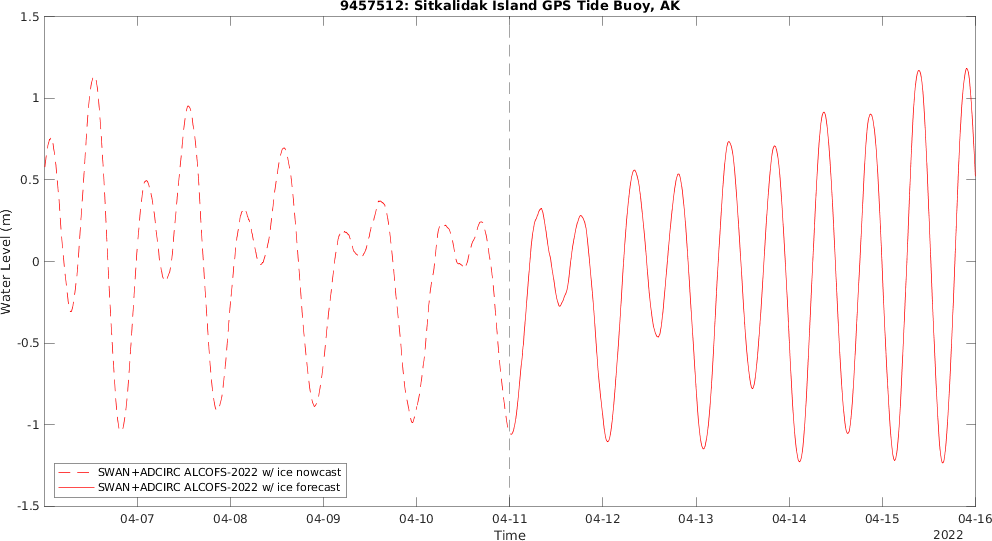 9457512: Sitkalidak Island GPS Tide Buoy, AK
1.5
1
0.5
0
-0.5
-1
-1.5
Water Level (m)
SWAN+ADCIRC ALCOFS-2022 w/ ice nowcast
SWAN+ADCIRC ALCOFS-2022 w/ ice forecast
04-07 04-08 04-09 04-10 04-11 04-12 04-13 04-14 04-15 04-16
Time
2022